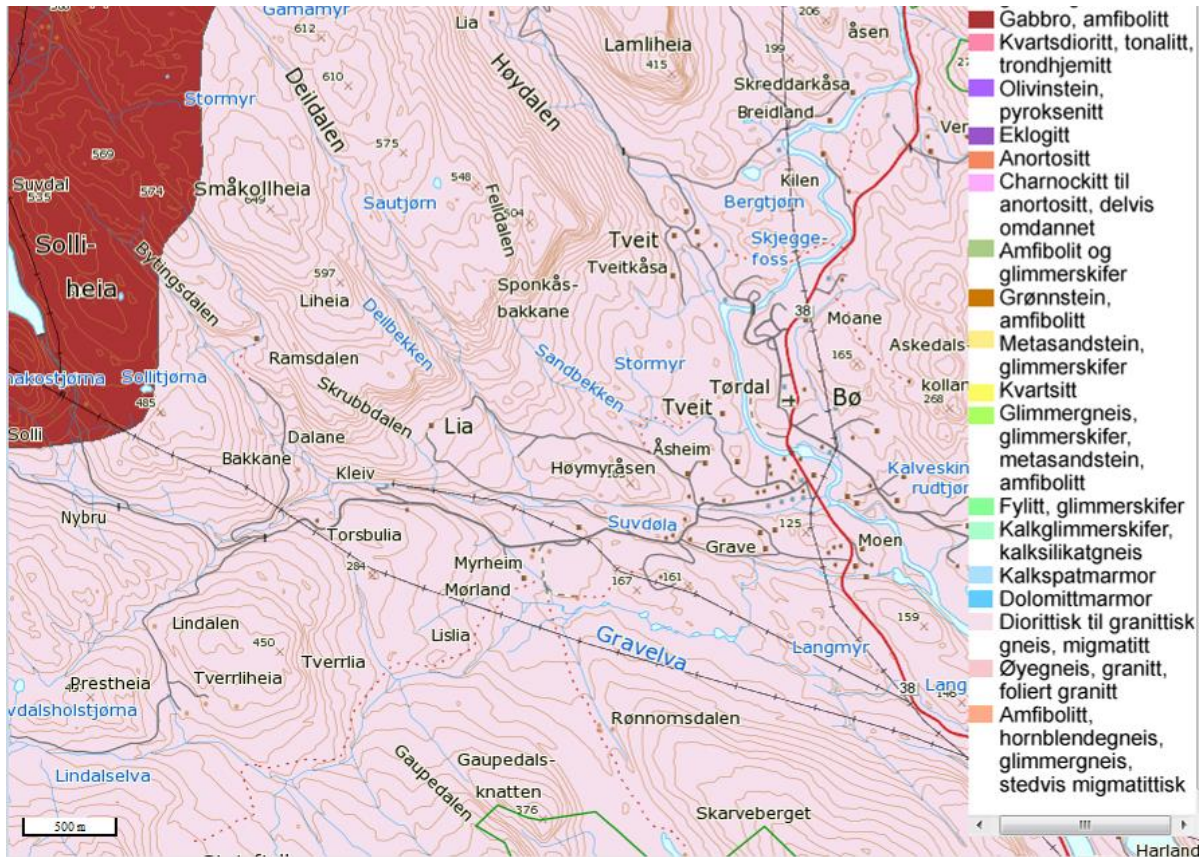 Gamamyr
612
Lia
Lamliheia
415
206
åsen
199
Skreddarkåsa
Breidland
Høydalen
Deildalen
610
Stormyr
575
569
Suvdal
535
574
Småkollheia
649
Sautjørn
548
Felldalen
504
Kilen
Bergtjørn
Tveit
Tveitkåsa
Skjegge-
foss
Solli-
heia
Bytingsdalen
597
Liheia
Sponkås-
bakkane
38
Moane
Deilbekken
Sandbekken
Stormyr
165
Askedals-
kollan
268
Ramsdalen
Sollitjørna
485
Skrubbdalen
Tørdal
Tveit
Bø
Solli
Lia
Dalane
Bakkane
Kleiv
Høymyråsen
Åsheim
Kalveskin
rudtjør
Nybru
Torsbulia
Suvdøla
125
Grave
Moen
284
Myrheim
Mørland
167
161
159
Lindalen
450
Lislia
Gravelva
Langmyr
Prestheia
Tverrliheia
Tverrlia
vdalsholstjørna
38
Lang
146
Rønnomsdalen
Lindalselva
Gaupedalen
Gaupedals-
knatten
376
Skarveberget
500 m
Harland
Gabbro, amfibolitt
Kvartsdioritt, tonalitt,
trondhjemitt
Olivinstein,
pyroksenitt
Eklogitt
Anortositt
Charnockitt til
anortositt, delvis
omdannet
Amfibolit og
glimmerskifer
Grønnstein,
amfibolitt
Metasandstein,
glimmerskifer
Kvartsitt
Glimmergneis,
glimmerskifer,
metasandstein,
amfibolitt
Fylitt, glimmerskifer
Kalkglimmerskifer,
kalksilikatgneis
Kalkspatmarmor
Dolomittmarmor
Diorittisk til granittisk
gneis, migmatitt
Øyegneis, granitt,
foliert granitt
Amfibolitt,
hornblendegneis,
glimmergneis,
stedvis migmatittisk